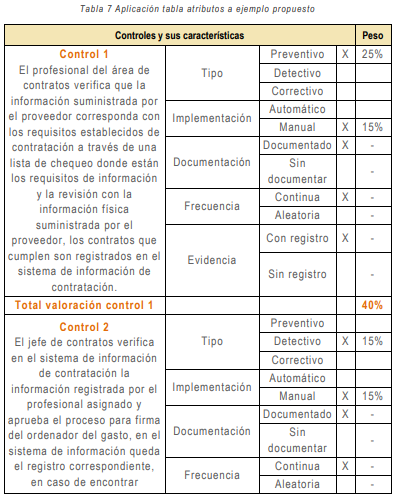 Tabla 7 Aplicación tabla atributos a ejemplo propuesto
Controles y sus características Peso
Control 1
El profesional del área de
contratos verifica que la
información suministrada por
el proveedor corresponda con
los requisitos establecidos de
contratación a través de una
lista de chequeo donde están
los requisitos de información
y la revisión con la
información física
suministrada por el
proveedor, los contratos que
cumplen son registrados en el
sistema de información de
contratación.
Tipo
Preventivo X 25%
Detectivo
Correctivo
Implementación
Automático
Manual X 15%
Documentación
Documentado X -
Sin
documentar -
Frecuencia
Continua X -
Aleatoria -
Evidencia
Con registro X -
Sin registro -
Total valoración control 1 40%
Control 2
El jefe de contratos verifica
en el sistema de información
de contratación la
información registrada por el
profesional asignado y
aprueba el proceso para firma
del ordenador del gasto, en el
sistema de información queda
el registro correspondiente,
en caso de encontrar
Tipo
Preventivo
Detectivo X 15%
Correctivo
Implementación
Automático
Manual X 15%
Documentación
Documentado X -
Sin
documentar -
Frecuencia
Continua X -
Aleatoria -